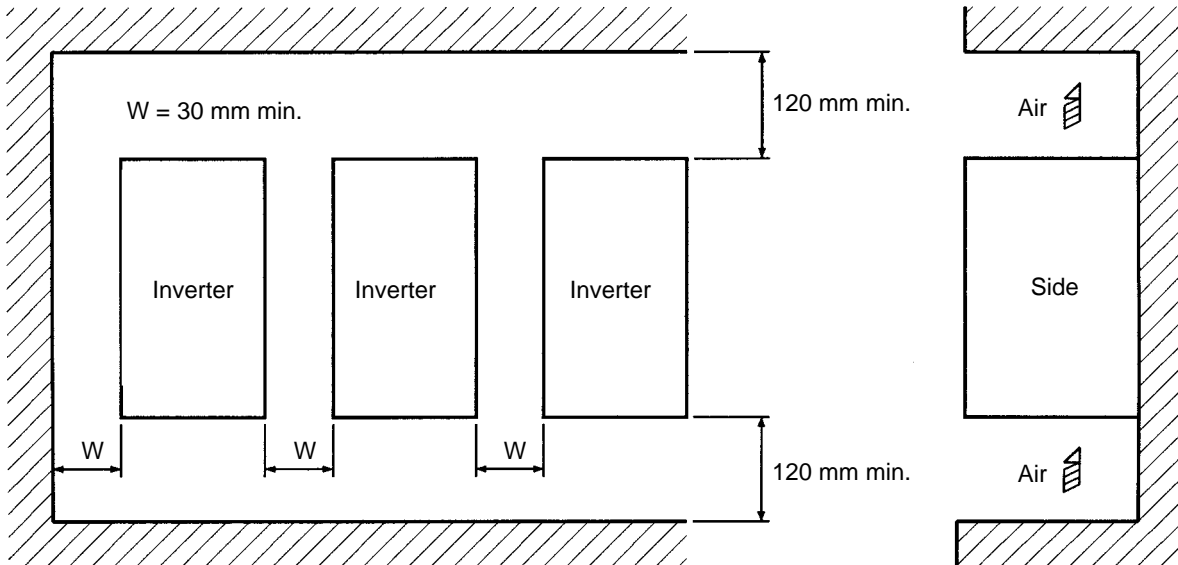 W = 30 mm min.
120 mm min.
Air
Inverter
Inverter
Inverter
Side
W
W
W
120 mm min.
Air